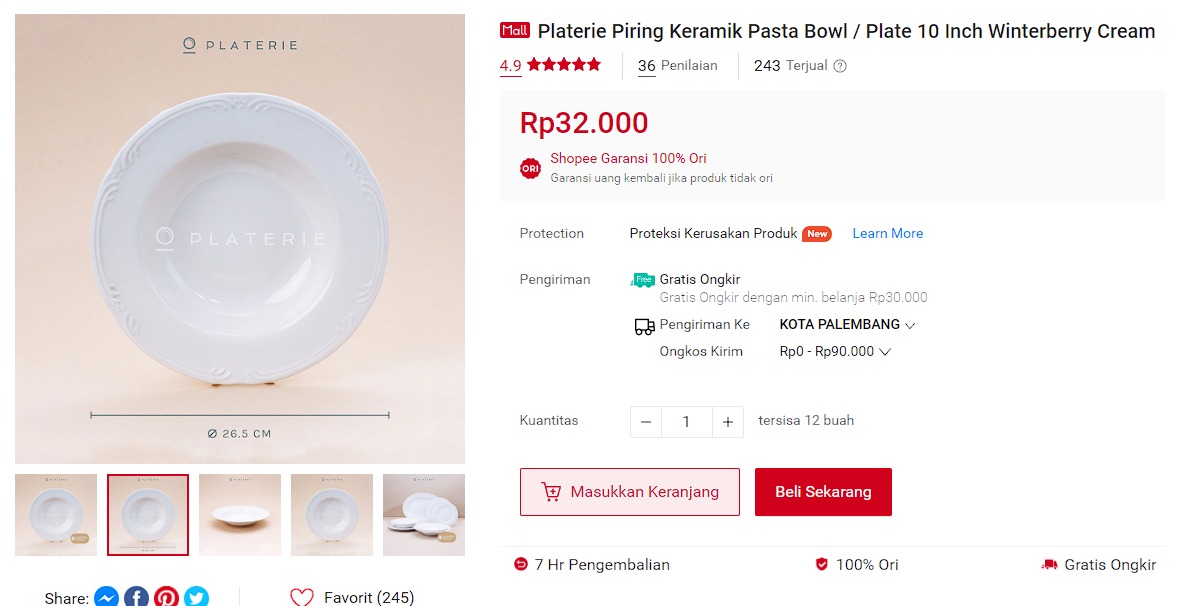 PLATERIE
PLATERIE
Ø 26.5 CM
Share:
Favorit (245)
Mall Platerie Piring Keramik Pasta Bowl / Plate 10 Inch Winterberry Cream
4.9
36 Penilaian
243 Terjual ?
Rp32.000
ORI
Shopee Garansi 100% Ori
Garansi uang kembali jika produk tidak ori
Protection
Proteksi Kerusakan Produk New Learn More
Pengiriman
Free Gratis Ongkir
Gratis Ongkir dengan min. belanja Rp30.000
Pengiriman Ke KOTA PALEMBANG
Ongkos Kirim Rp0 - Rp90.000
Kuantitas − 1 + tersisa 12 buah
Masukkan Keranjang
Beli Sekarang
7 Hr Pengembalian
100% Ori
Gratis Ongkir